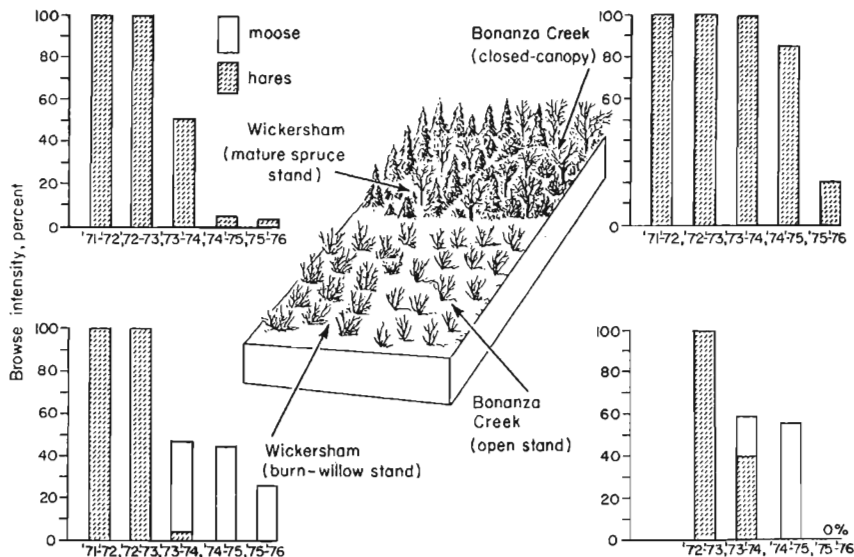 100
80
60
40
20
0
'71-'72,'72-'73,'73-'74,'74-'75,'75-'76
moose
hares
Wickersham
(mature spruce
stand)
Bonanza Creek
(closed-canopy)
100
80
60
40
20
0
'71-'72, '72-'73, '73-'74, '74-'75, '75-'76
Browse intensity, percent
100
80
60
40
20
0
'71-'72,'72-'73,'73-'74, '74-'75,'75-'76
Wickersham
(burn-willow stand)
Bonanza
Creek
(open stand)
100
80
60
40
20
0
0%
'72-'73,'73-'74, '74-'75, '75-'76